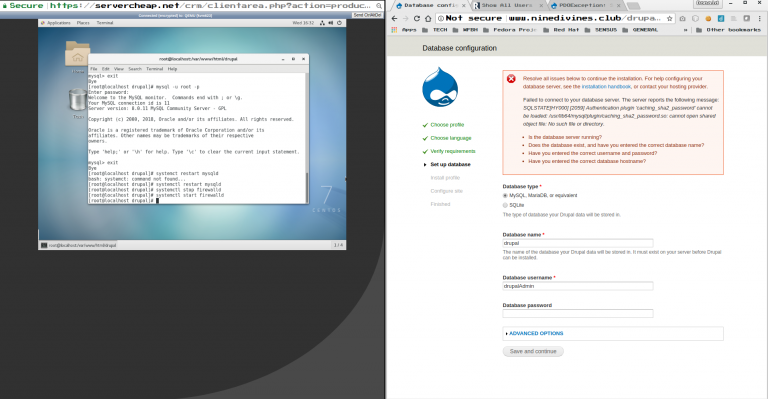 Secure https://servercheap.net/crm/clientarea.php?action=produc…
Connected (encrypted) to:
Send CtrlAltDel
Applications Places Terminal
Wed 16:32
Trash
root@localhost:/var/www/html/drupal
File Edit View Search Terminal Help
mysql> exit
Bye
[root@localhost drupal]# mysql -u root -p
Enter password:
Welcome to the MySQL monitor. Commands end with ; or \g.
Your MySQL connection id is 11
Server version: 8.0.11 MySQL Community Server - GPL
Copyright (c) 2000, 2018, Oracle and/or its affiliates. All rights reserved.
Oracle is a registered trademark of Oracle Corporation and/or its
affiliates. Other names may be trademarks of their respective
owners.
Type 'help;' or '\h' for help. Type '\c' to clear the current input statement.
mysql> exit
Bye
[root@localhost drupal]# systemct restart mysqld
bash: systemct: command not found...
[root@localhost drupal]# systemctl restart mysqld
[root@localhost drupal]# systemctl stop firewalld
[root@localhost drupal]# systemctl start firewalld
[root@localhost drupal]#
7
CENTOS
root@localhost:/var/www/html/drupal
1 / 4
Database confi
Show All Users
PDOException:
Not secure www.ninedivines.club/drupa
Apps TECH WFBM Fedora Proj Red Hat SENSUS GENERAL » Other bookmarks
Database configuration
Choose profile
Choose language
Verify requirements
Set up database
Install profile
Configure site
Finished
Resolve all issues below to continue the installation. For help configuring
your database server, see the installation handbook, or contact your hosting provider.
Failed to connect to your database server. The server reports the following message:
SQLSTATE[HY000] [2059] Authentication plugin 'caching_sha2_password' cannot
be loaded: /usr/lib64/mysql/plugin/caching_sha2_password.so: cannot open shared
object file: No such file or directory.
Is the database server running?
Does the database exist, and have you entered the correct database name?
Have you entered the correct username and password?
Have you entered the correct database hostname?
Database type *
MySQL, MariaDB, or equivalent
SQLite
The type of database your Drupal data will be stored in.
Database name *
drupal
The name of the database your Drupal data will be stored in. It must exist on your server before Drupal
can be installed.
Database username *
drupalAdmin
Database password
ADVANCED OPTIONS
Save and continue